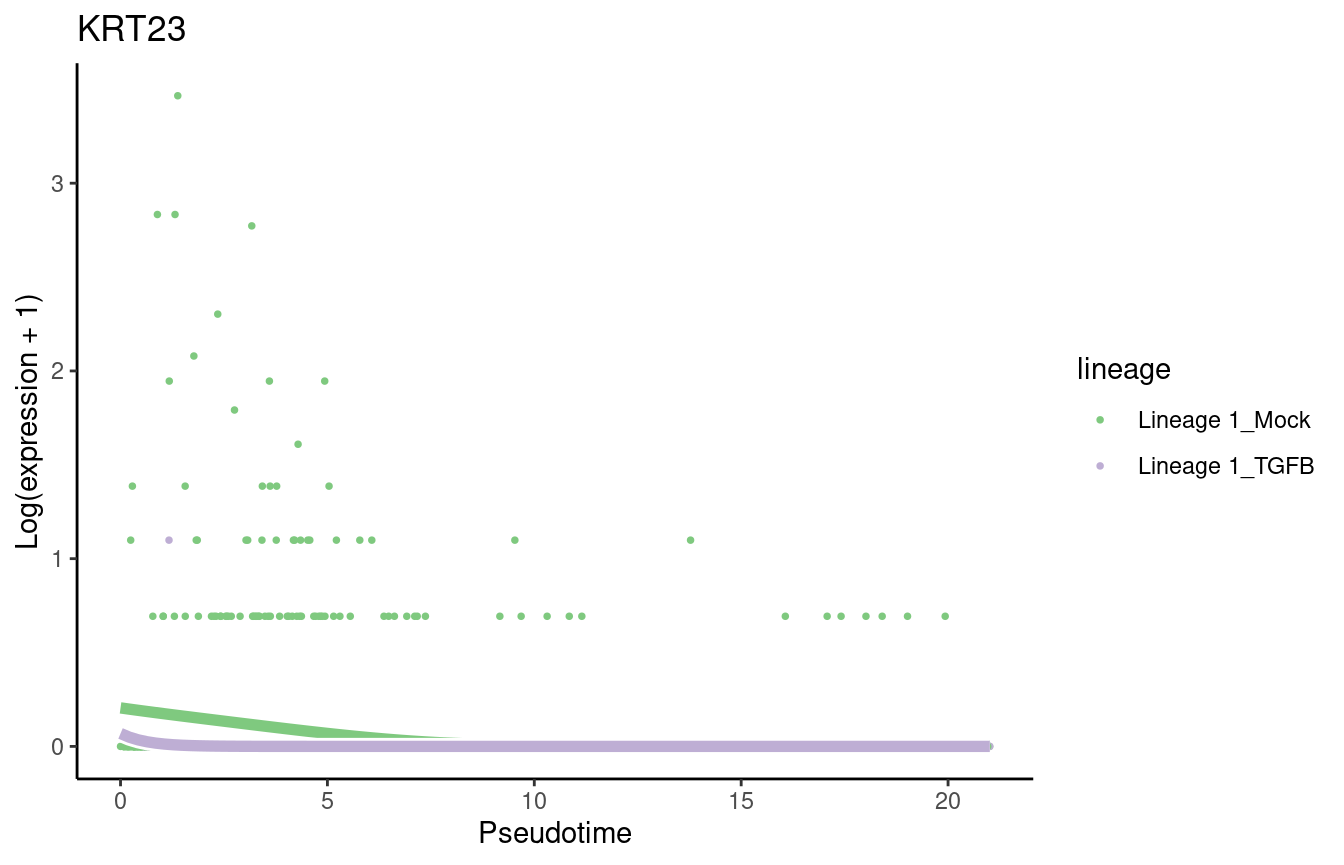 KRT23
Log(expression + 1)
3
2
1
0
0 5 10 15 20
Pseudotime
lineage
Lineage 1_Mock
Lineage 1_TGFB